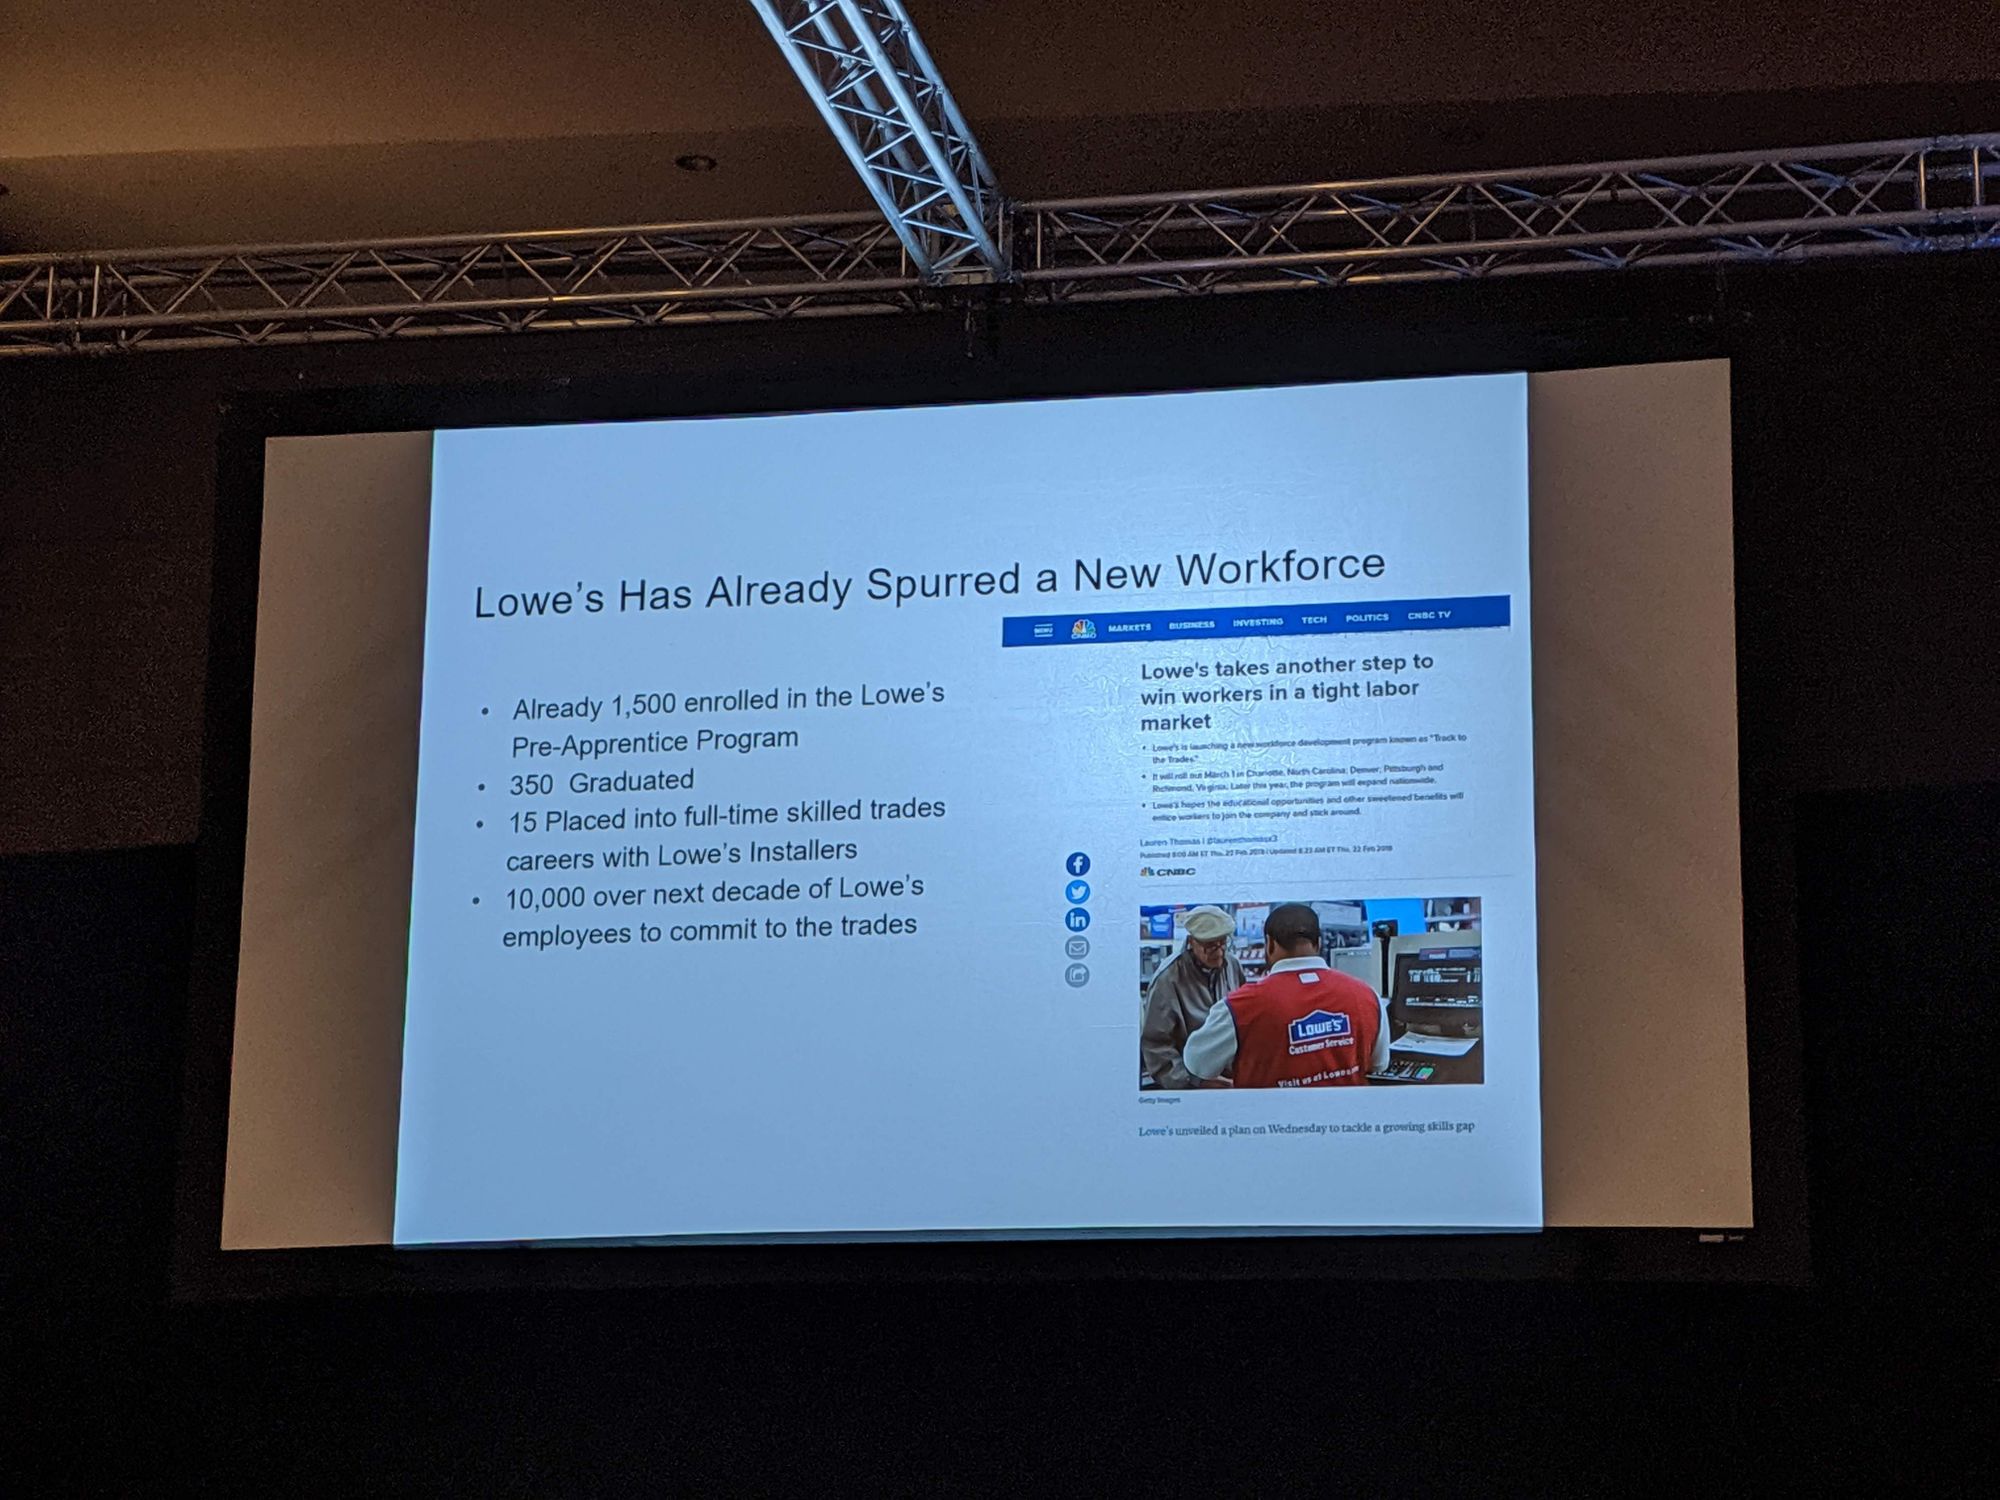 Lowe's Has Already Spurred a New Workforce
• Already 1,500 enrolled in the Lowe's
Pre-Apprentice Program
• 350 Graduated
• 15 Placed into full-time skilled trades
careers with Lowe's Installers
• 10,000 over next decade of Lowe's
employees to commit to the trades
MENU CNBC MARKETS BUSINESS INVESTING TECH POLITICS CNBC TV
Lowe's takes another step to
win workers in a tight labor
market
• Lowe's is launching a new workforce development program known as "Track to
the Trades"
• It will roll out March 1 in Charlotte, North Carolina; Denver; Pittsburgh and
Richmond, Virginia. Later this year, the program will expand nationwide.
• Lowe's hopes the educational opportunities and other sweetened benefits will
entice workers to join the company and stick around.
Lauren Thomas | @laurenthomasx3
Published 8:00 AM ET Thu, 22 Feb 2018 | Updated 8:23 AM ET Thu, 22 Feb 2018
CNBC
f
in
LOWE'S
Customer Service
Visit us at
Getty Images
Lowe's unveiled a plan on Wednesday to tackle a growing skills gap